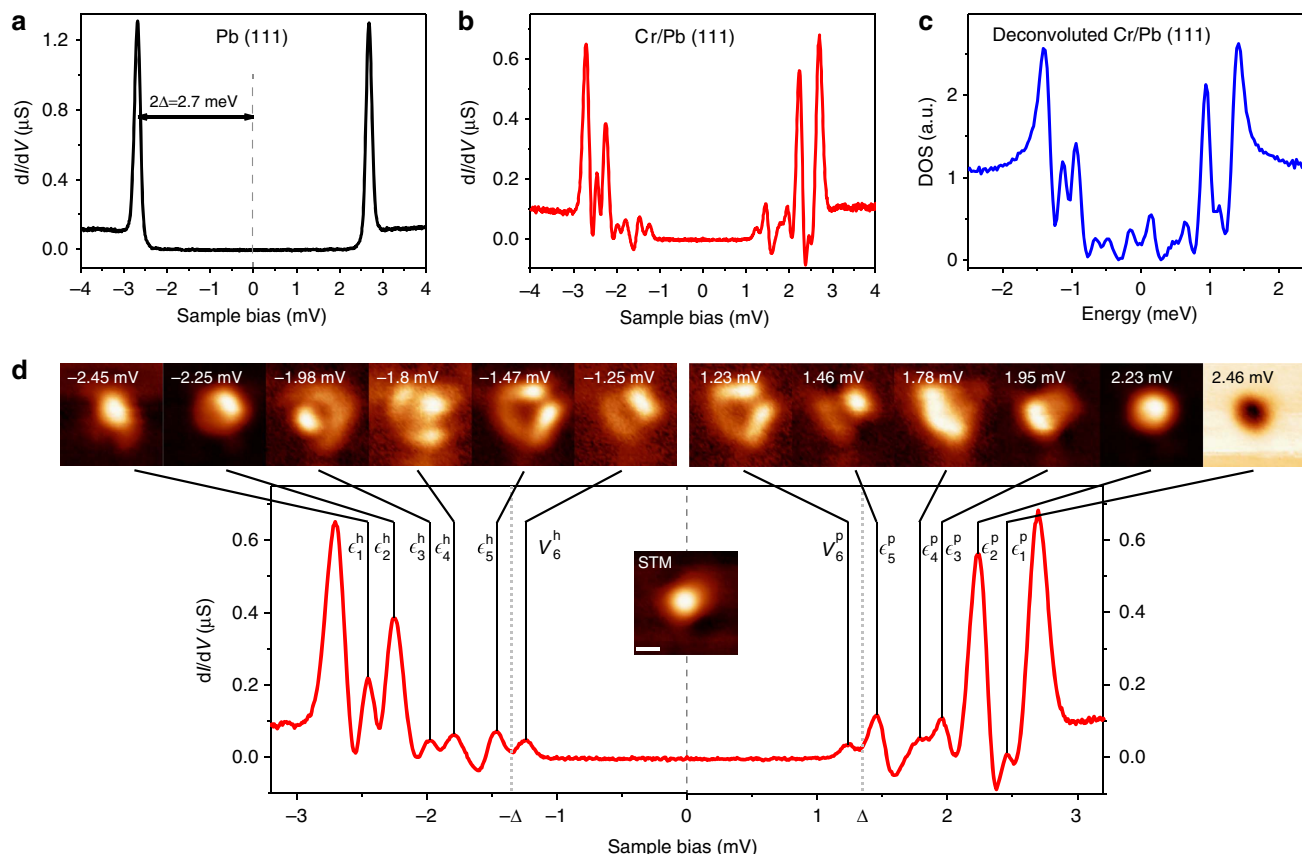 a
Pb (111)
2Δ=2.7 meV
1.2
0.8
0.4
0.0
dI/dV (μS)
−4 −3 −2 −1 0 1 2 3 4
Sample bias (mV)
b
Cr/Pb (111)
0.6
0.4
0.2
0.0
dI/dV (μS)
−4 −3 −2 −1 0 1 2 3 4
Sample bias (mV)
c
Deconvoluted Cr/Pb (111)
2
1
0
DOS (a.u.)
−2 −1 0 1 2
Energy (meV)
d
−2.45 mV −2.25 mV −1.98 mV −1.8 mV −1.47 mV −1.25 mV 1.23 mV 1.46 mV 1.78 mV 1.95 mV 2.23 mV 2.46 mV
ϵ₁ʰ ϵ₂ʰ ϵ₃ʰ ϵ₄ʰ ϵ₅ʰ V₆ʰ V₆ᵖ ϵ₅ᵖ ϵ₄ᵖ ϵ₃ᵖ ϵ₂ᵖ ϵ₁ᵖ
STM
0.6 0.6
0.4 0.4
0.2 0.2
0.0 0.0
dI/dV (μS)
−3 −2 −Δ −1 0 1 Δ 2 3
Sample bias (mV)